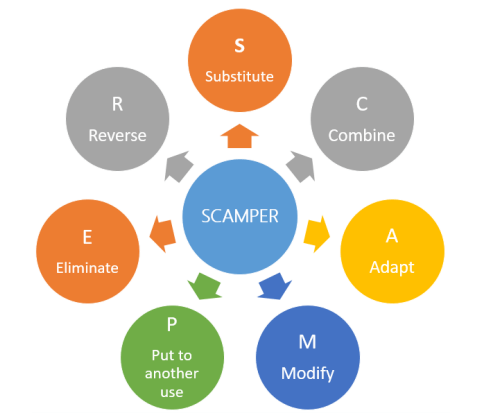 S
Substitute
C
Combine
A
Adapt
M
Modify
P
Put to
another
use
E
Eliminate
R
Reverse
SCAMPER